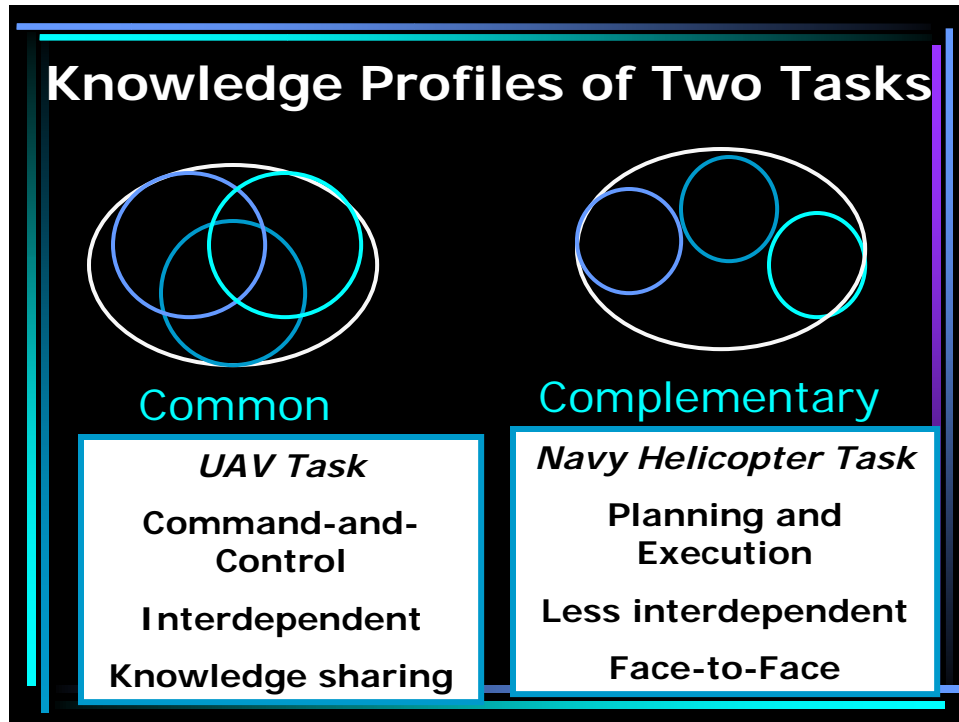 Knowledge Profiles of Two Tasks
Common
UAV Task
Command-and-
Control
Interdependent
Knowledge sharing
Complementary
Navy Helicopter Task
Planning and
Execution
Less interdependent
Face-to-Face